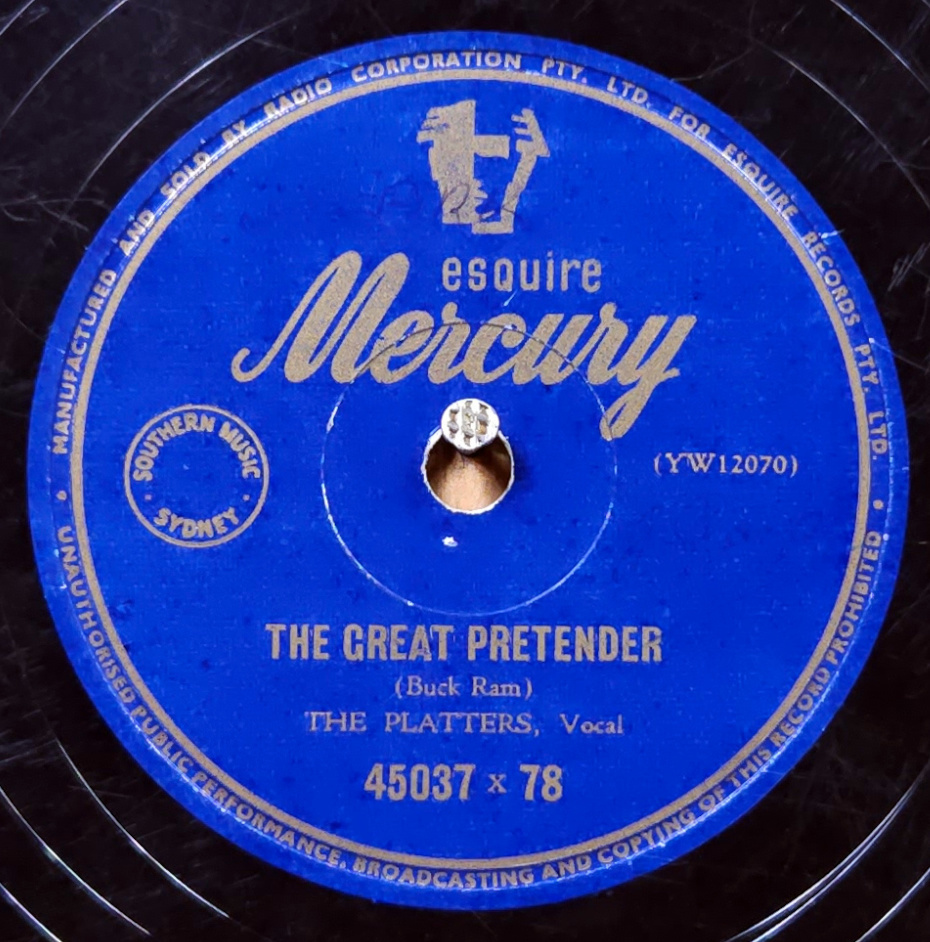 MANUFACTURED AND SOLD BY RADIO CORPORATION PTY. LTD. FOR ESQUIRE RECORDS PTY. LTD.
esquire
Mercury
SOUTHERN MUSIC
SYDNEY
(YW12070)
THE GREAT PRETENDER
(Buck Ram)
THE PLATTERS, Vocal
45037 x 78
UNAUTHORISED PUBLIC PERFORMANCE, BROADCASTING AND COPYING OF THIS RECORD PROHIBITED